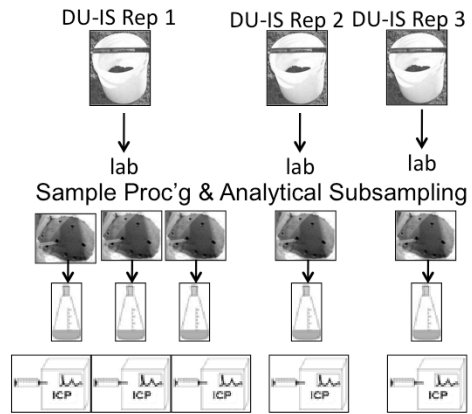 DU-IS Rep 1 DU-IS Rep 2 DU-IS Rep 3
lab lab lab
Sample Proc'g & Analytical Subsampling
ICP ICP ICP ICP ICP